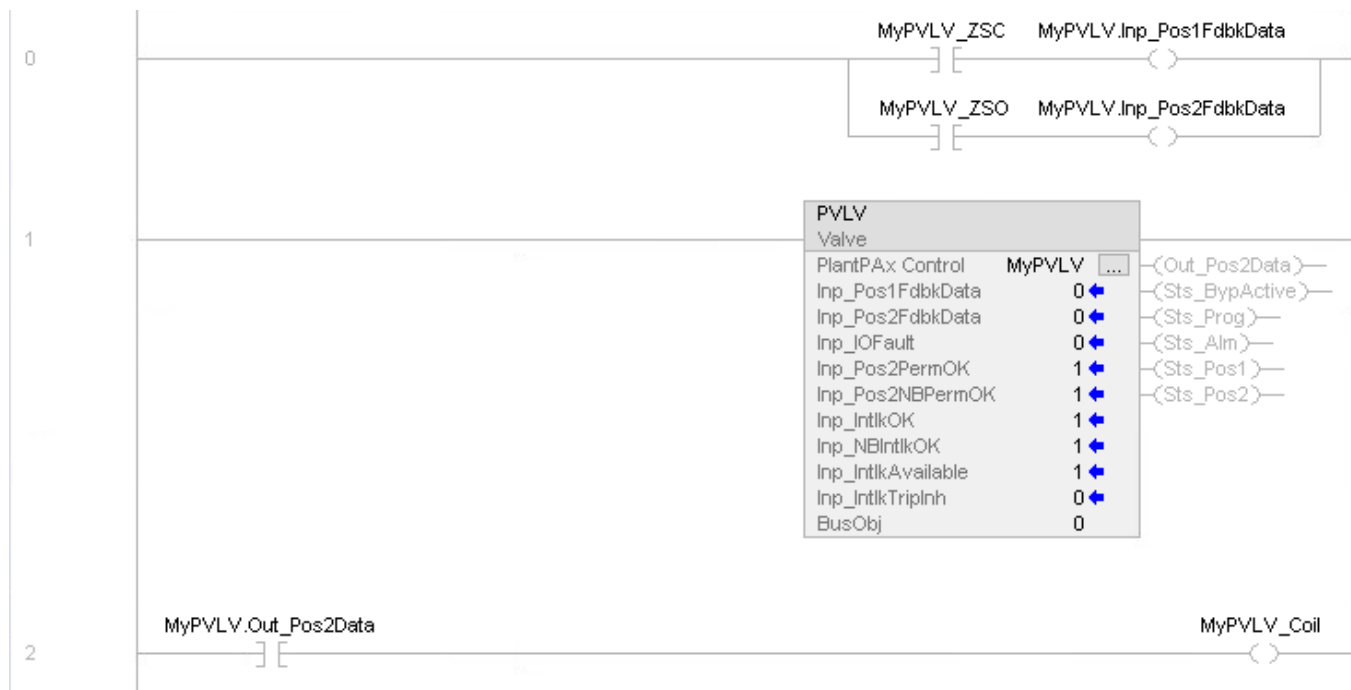 MyPVLV_ZSC MyPVLV.Inp_Pos1FdbkData
0
MyPVLV_ZSO MyPVLV.Inp_Pos2FdbkData
PVLV
1
Valve
PlantPAx Control MyPVLV ... Out_Pos2Data
Inp_Pos1FdbkData 0 Sts_BypActive
Inp_Pos2FdbkData 0 Sts_Prog
Inp_IOFault 0 Sts_Alm
Inp_Pos2PermOK 1 Sts_Pos1
Inp_Pos2NBPermOK 1 Sts_Pos2
Inp_IntlkOK 1
Inp_NBIntlkOK 1
Inp_IntlkAvailable 1
Inp_IntlkTripInh 0
BusObj 0
MyPVLV.Out_Pos2Data MyPVLV_Coil
2